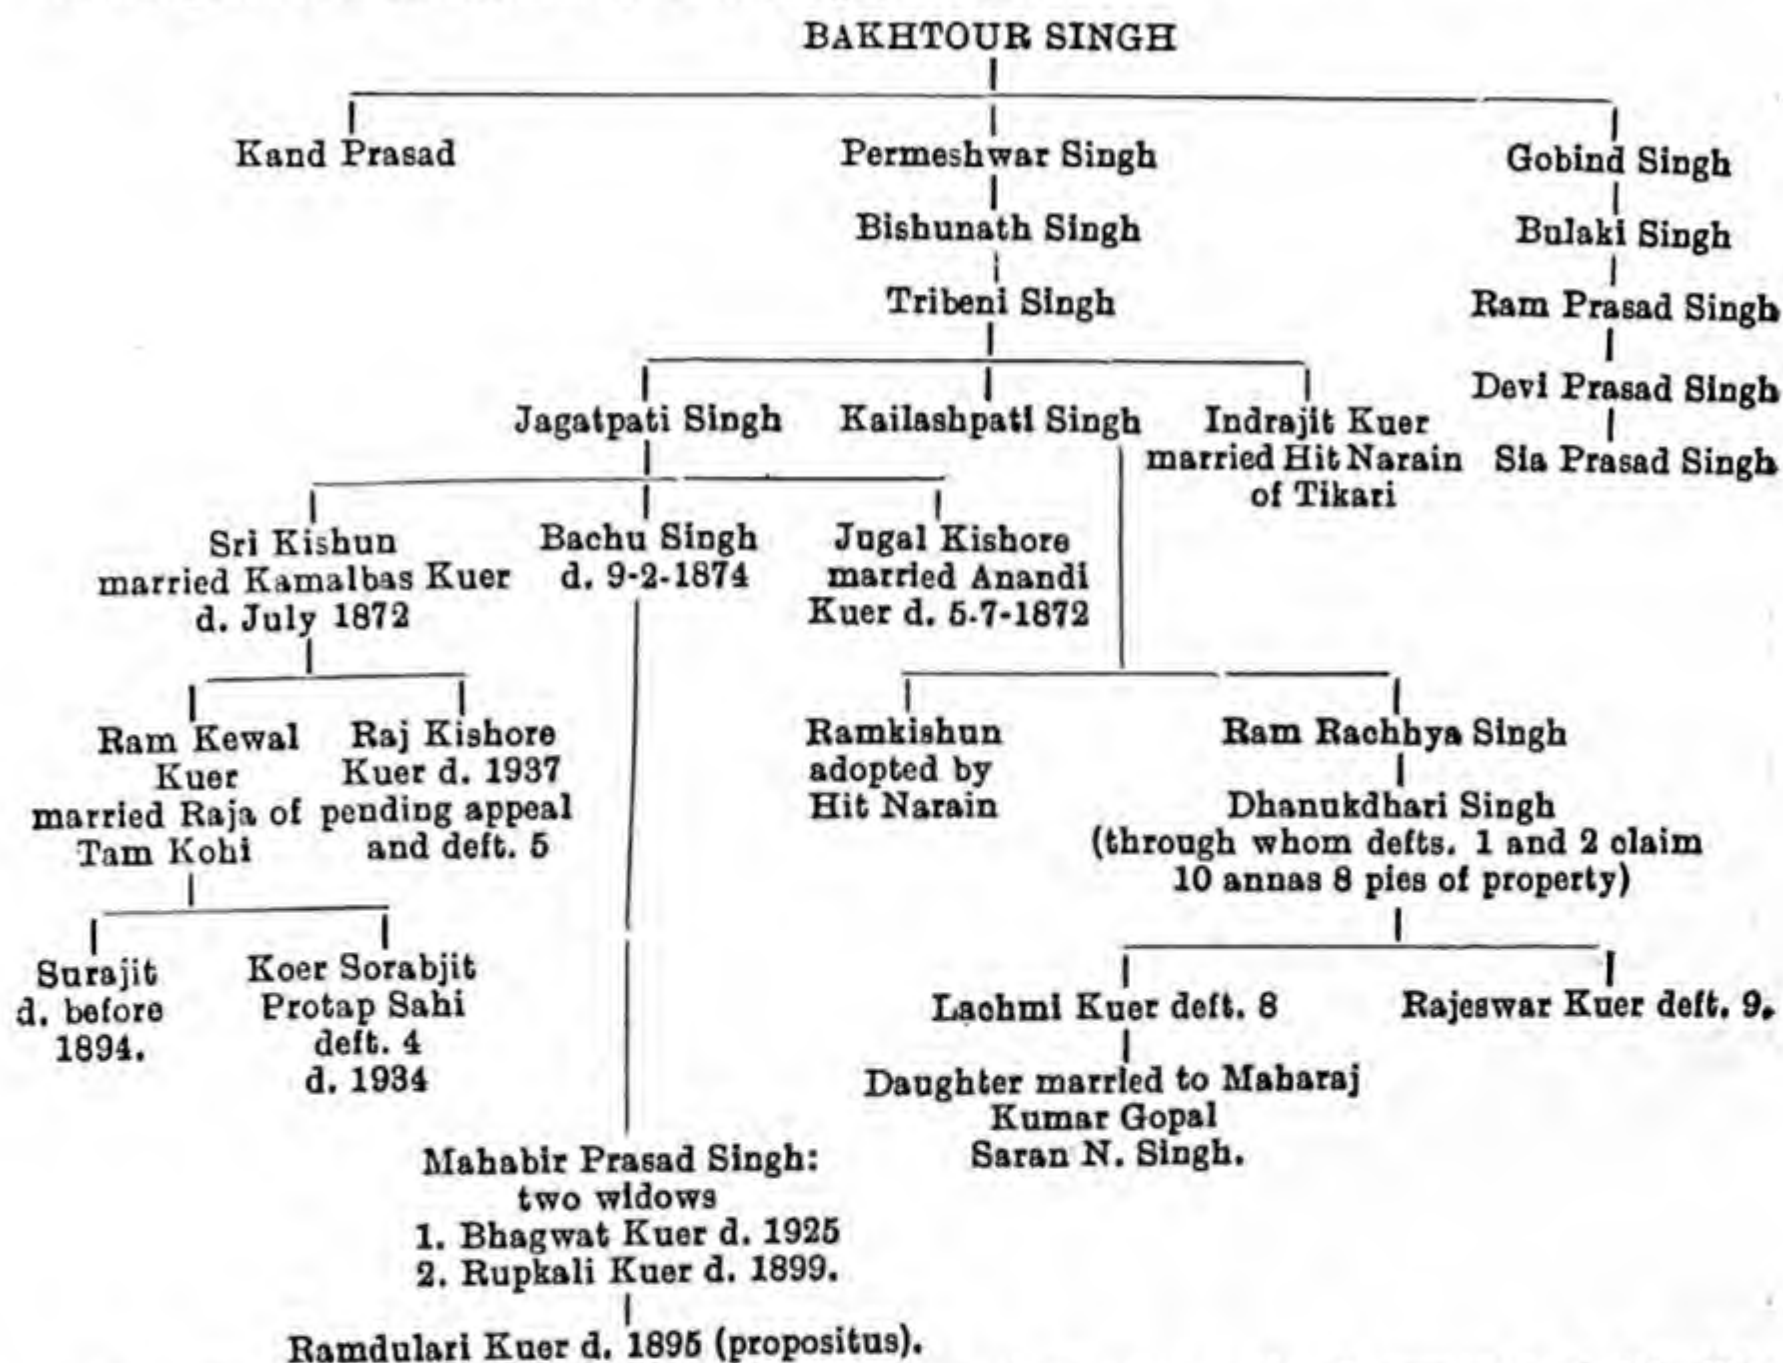 BAKHTOUR SINGH
Kand Prasad
Permeshwar Singh
Gobind Singh
Bishunath Singh
Bulaki Singh
Tribeni Singh
Ram Prasad Singh
Devi Prasad Singh
Sia Prasad Singh
Jagatpati Singh
Kailashpati Singh
Indrajit Kuer
married Hit Narain
of Tikari
Sri Kishun
married Kamalbas Kuer
d. July 1872
Bachu Singh
d. 9-2-1874
Jugal Kishore
married Anandi
Kuer d. 5-7-1872
Ram Kewal
Kuer
married Raja of
Tam Kohi
Raj Kishore
Kuer d. 1937
pending appeal
and deft. 5
Ramkishun
adopted by
Hit Narain
Ram Rachhya Singh
Dhanukdhari Singh
(through whom defts. 1 and 2 claim
10 annas 8 pies of property)
Surajit
d. before
1894.
Koer Sorabjit
Protap Sahi
deft. 4
d. 1934
Lachmi Kuer deft. 8
Rajeswar Kuer deft. 9.
Daughter married to Maharaj
Kumar Gopal
Saran N. Singh.
Mahabir Prasad Singh:
two widows
1. Bhagwat Kuer d. 1925
2. Rupkali Kuer d. 1899.
Ramdulari Kuer d. 1895 (propositus).